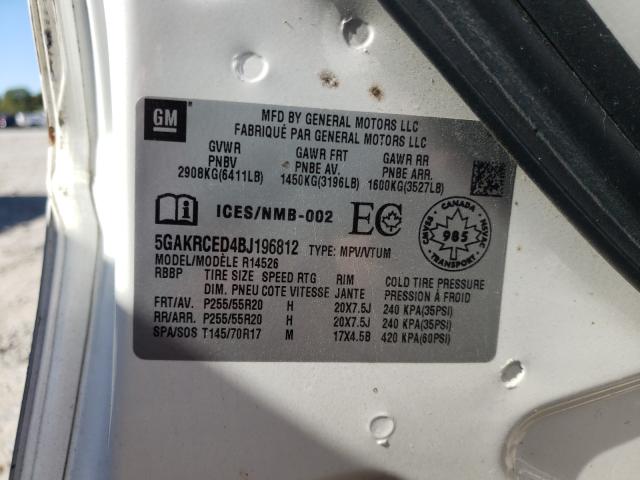 GM
MFD BY GENERAL MOTORS LLC
FABRIQUÉ PAR GENERAL MOTORS LLC
GVWR GAWR FRT GAWR RR
PNBV PNBE AV. PNBE ARR.
2908KG(6411LB) 1450KG(3196LB) 1600KG(3527LB)
i ICES/NMB-002 EC CANADA 985
5GAKRCED4BJ196812 TYPE: MPV/VTUM
MODEL/MODÈLE R14526
RBBP TIRE SIZE SPEED RTG RIM COLD TIRE PRESSURE
DIM. PNEU COTE VITESSE JANTE PRESSION À FROID
FRT/AV. P255/55R20 H 20X7.5J 240 KPA(35PSI)
RR/ARR. P255/55R20 H 20X7.5J 240 KPA(35PSI)
SPA/SOS T145/70R17 M 17X4.5B 420 KPA(60PSI)